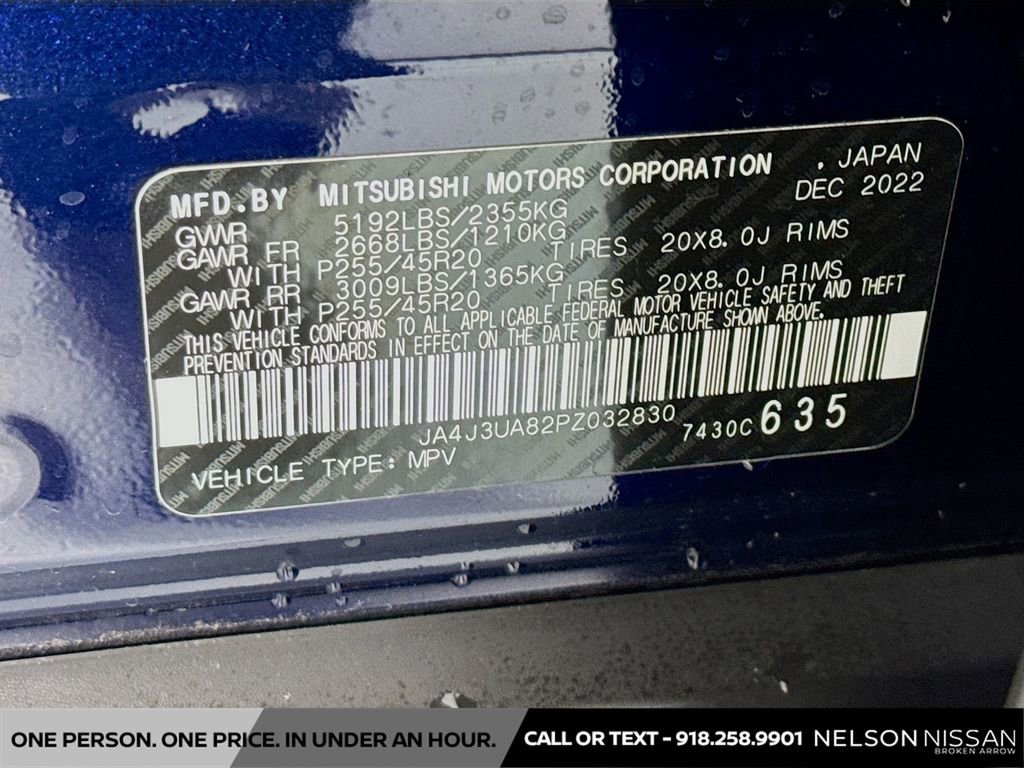 MFD.BY MITSUBISHI MOTORS CORPORATION . JAPAN
DEC 2022
GVWR 5192LBS/2355KG
GAWR FR 2668LBS/1210KG
WITH P255/45R20 TIRES 20X8.0J RIMS
GAWR RR 3009LBS/1365KG
WITH P255/45R20 TIRES 20X8.0J RIMS
THIS VEHICLE CONFORMS TO ALL APPLICABLE FEDERAL MOTOR VEHICLE SAFETY AND THEFT
PREVENTION STANDARDS IN EFFECT ON THE DATE OF MANUFACTURE SHOWN ABOVE.
JA4J3UA82PZ032830 7430C 635
VEHICLE TYPE: MPV
ONE PERSON. ONE PRICE. IN UNDER AN HOUR. CALL OR TEXT - 918.258.9901 NELSON NISSAN
BROKEN ARROW